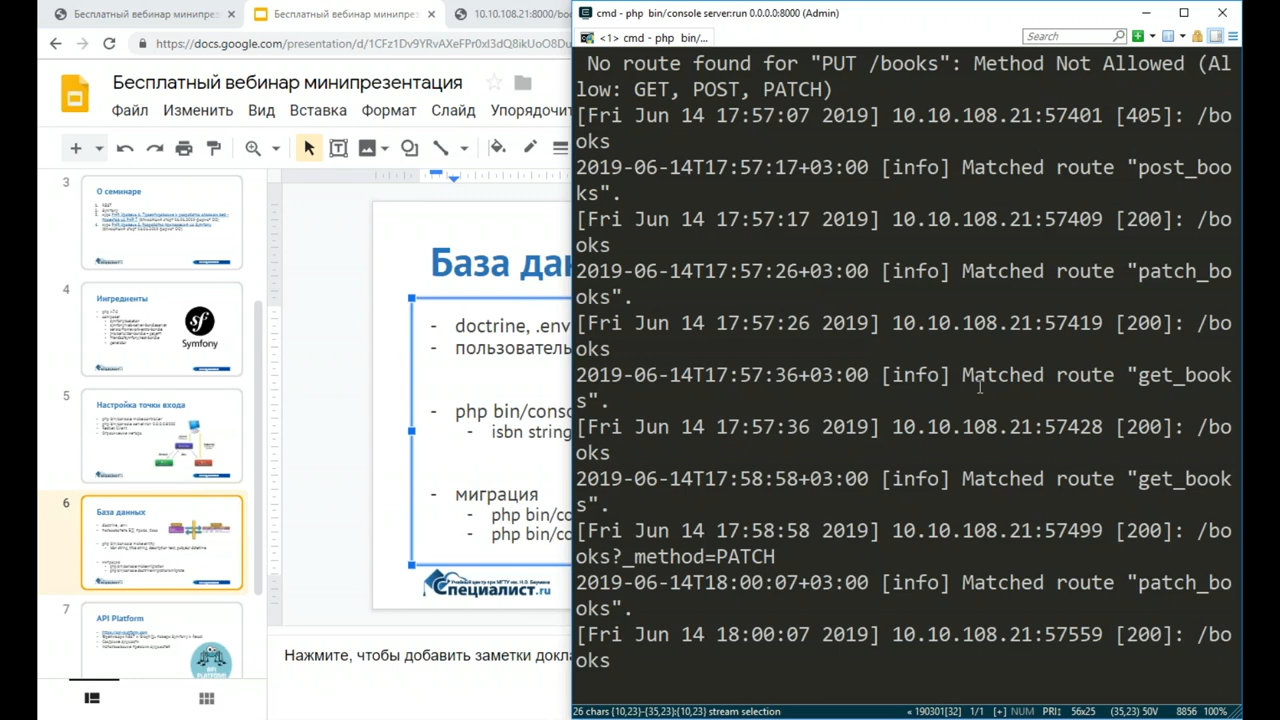 Бесплатный вебинар минипрез
Бесплатный вебинар минипрез
10.10.108.21:8000/bo
https://docs.google.com/presentation/d/1CFz1Dv9YRvAXeFPr0xI3dQ8ikUoO8D
Бесплатный вебинар минипрезентация
Файл Изменить Вид Вставка Формат Слайд Упорядочи
3
О семинаре
4
Ингредиенты
Symfony
5
Настройка точки входа
6
База данных
7
API Platform
База да
- doctrine, .env
- пользователь
- php bin/conso
- isbn string
- миграция
- php bin/co
- php bin/co
Специалист.ru
Нажмите, чтобы добавить заметки докла
cmd - php bin/console server:run 0.0.0.0:8000 (Admin)
<1> cmd - php bin/...
Search
No route found for "PUT /books": Method Not Allowed (Al
low: GET, POST, PATCH)
[Fri Jun 14 17:57:07 2019] 10.10.108.21:57401 [405]: /bo
oks
2019-06-14T17:57:17+03:00 [info] Matched route "post_boo
ks".
[Fri Jun 14 17:57:17 2019] 10.10.108.21:57409 [200]: /bo
oks
2019-06-14T17:57:26+03:00 [info] Matched route "patch_bo
oks".
[Fri Jun 14 17:57:26 2019] 10.10.108.21:57419 [200]: /bo
oks
2019-06-14T17:57:36+03:00 [info] Matched route "get_book
s".
[Fri Jun 14 17:57:36 2019] 10.10.108.21:57428 [200]: /bo
oks
2019-06-14T17:58:58+03:00 [info] Matched route "get_book
s".
[Fri Jun 14 17:58:58 2019] 10.10.108.21:57499 [200]: /bo
oks?_method=PATCH
2019-06-14T18:00:07+03:00 [info] Matched route "patch_bo
oks".
[Fri Jun 14 18:00:07 2019] 10.10.108.21:57559 [200]: /bo
oks
26 chars {10,23}-{35,23}:{10,23} stream selection
« 190301[32] 1/1 [+] NUM PRI↕ 56x25 (35,23) 50V 8856 100%